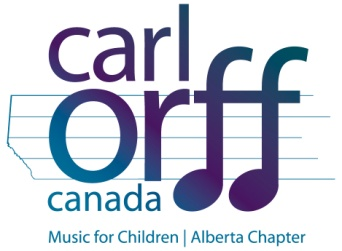 carl
orff
canada
Music for Children | Alberta Chapter